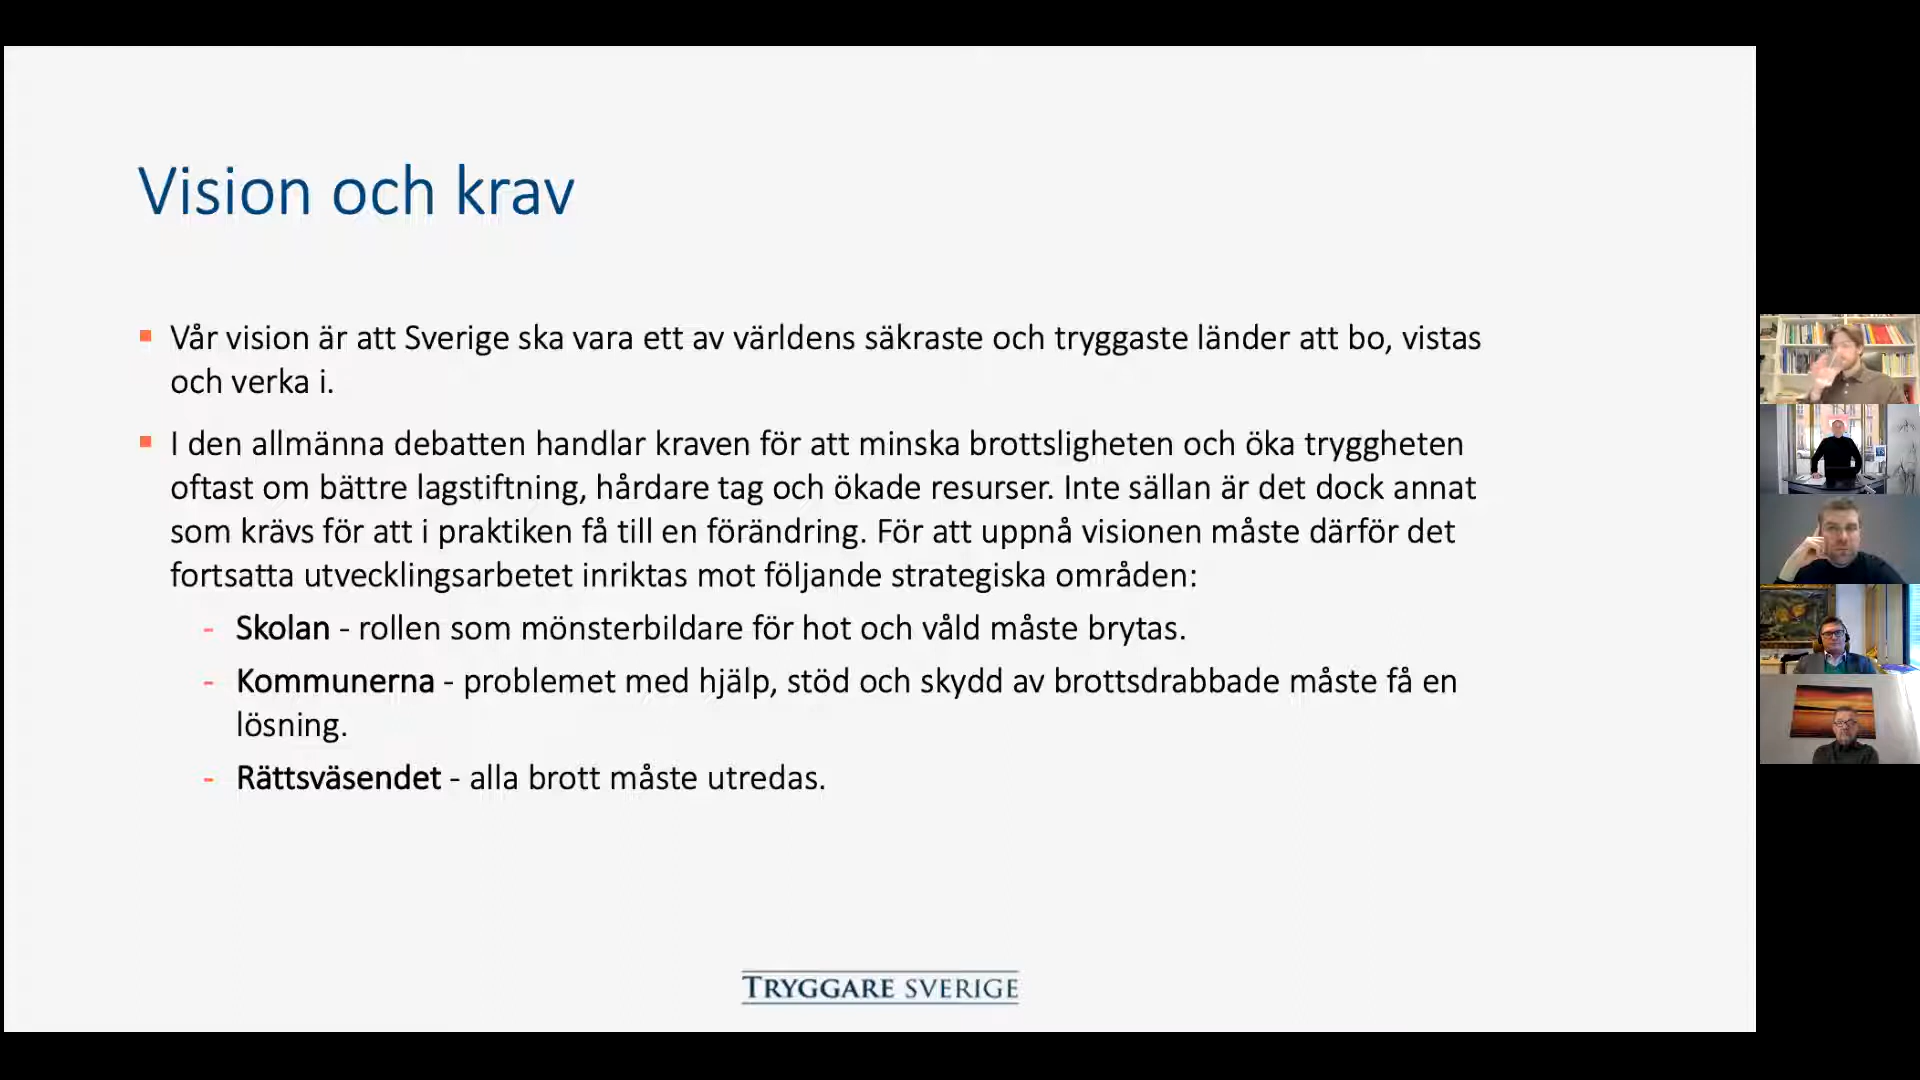 Vision och krav
Vår vision är att Sverige ska vara ett av världens säkraste och tryggaste länder att bo, vistas
och verka i.
I den allmänna debatten handlar kraven för att minska brottsligheten och öka tryggheten
oftast om bättre lagstiftning, hårdare tag och ökade resurser. Inte sällan är det dock annat
som krävs för att i praktiken få till en förändring. För att uppnå visionen måste därför det
fortsatta utvecklingsarbetet inriktas mot följande strategiska områden:
- Skolan - rollen som mönsterbildare för hot och våld måste brytas.
- Kommunerna - problemet med hjälp, stöd och skydd av brottsdrabbade måste få en
lösning.
- Rättsväsendet - alla brott måste utredas.
TRYGGARE SVERIGE